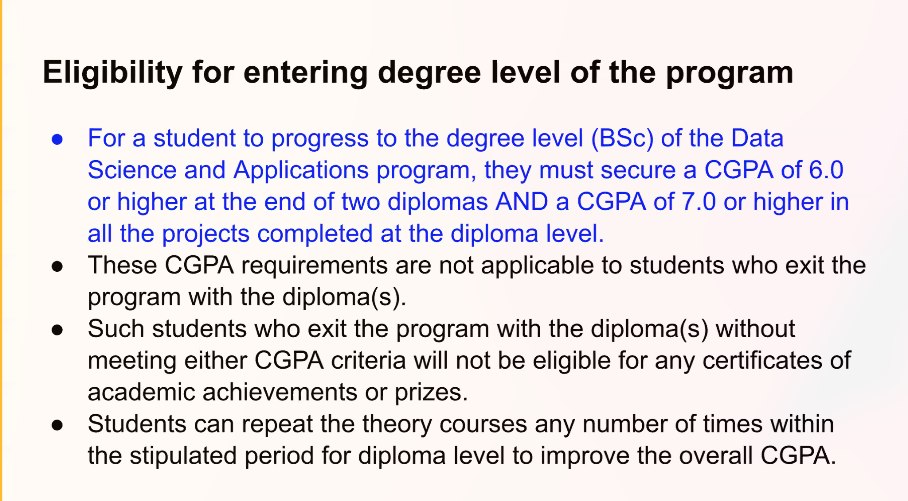 Eligibility for entering degree level of the program
● For a student to progress to the degree level (BSc) of the Data
Science and Applications program, they must secure a CGPA of 6.0
or higher at the end of two diplomas AND a CGPA of 7.0 or higher in
all the projects completed at the diploma level.
● These CGPA requirements are not applicable to students who exit the
program with the diploma(s).
● Such students who exit the program with the diploma(s) without
meeting either CGPA criteria will not be eligible for any certificates of
academic achievements or prizes.
● Students can repeat the theory courses any number of times within
the stipulated period for diploma level to improve the overall CGPA.